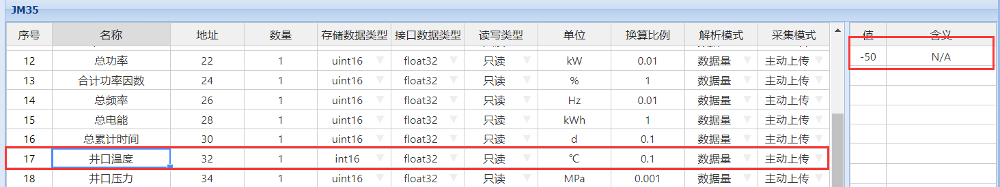 JM35
序号 名称 地址 数量 存储数据类型 接口数据类型 读写类型 单位 换算比例 解析模式 采集模式 值 含义
12 总功率 22 1 uint16 float32 只读 kW 0.01 数据量 主动上传 -50 N/A
13 合计功率因数 24 1 uint16 float32 只读 % 1 数据量 主动上传
14 总频率 26 1 uint16 float32 只读 Hz 0.01 数据量 主动上传
15 总电能 28 1 uint16 float32 只读 kWh 1 数据量 主动上传
16 总累计时间 30 1 uint16 float32 只读 d 0.1 数据量 主动上传
17 井口温度 32 1 int16 float32 只读 ℃ 0.1 数据量 主动上传
18 井口压力 34 1 uint16 float32 只读 MPa 0.001 数据量 主动上传